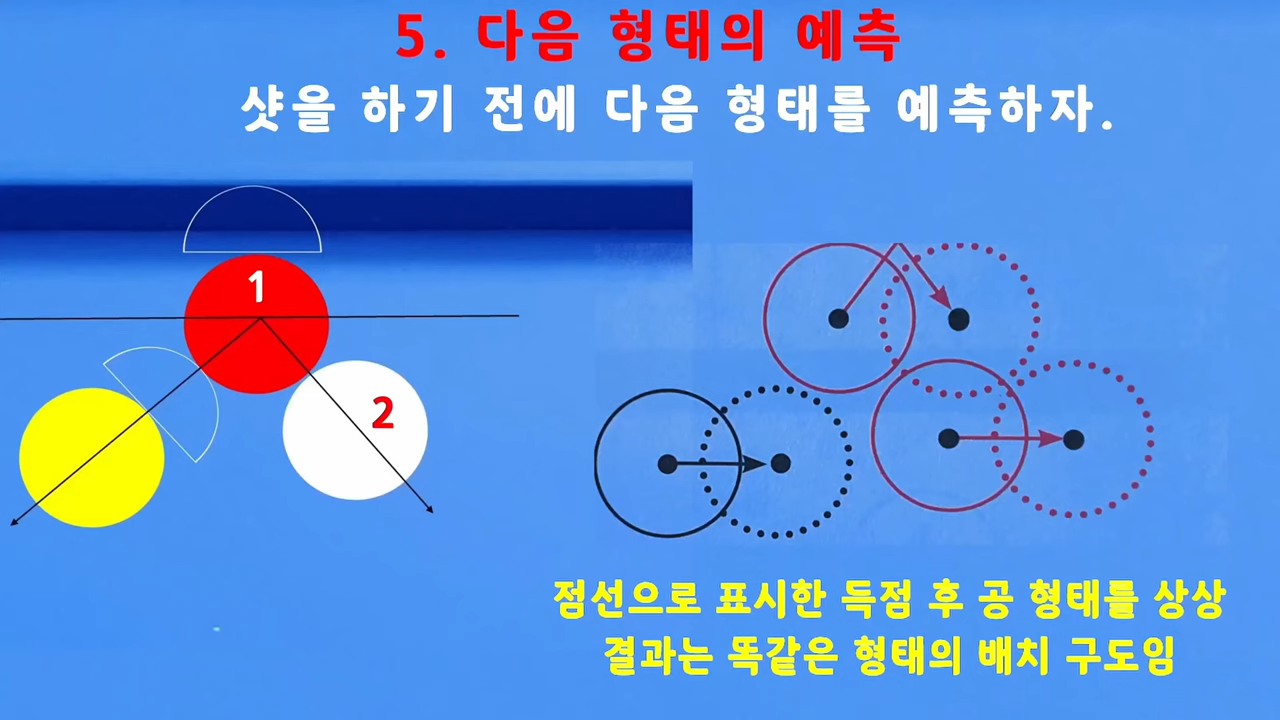 5. 다음 형태의 예측
샷을 하기 전에 다음 형태를 예측하자.
1
2
점선으로 표시한 득점 후 공 형태를 상상
결과는 똑같은 형태의 배치 구도임